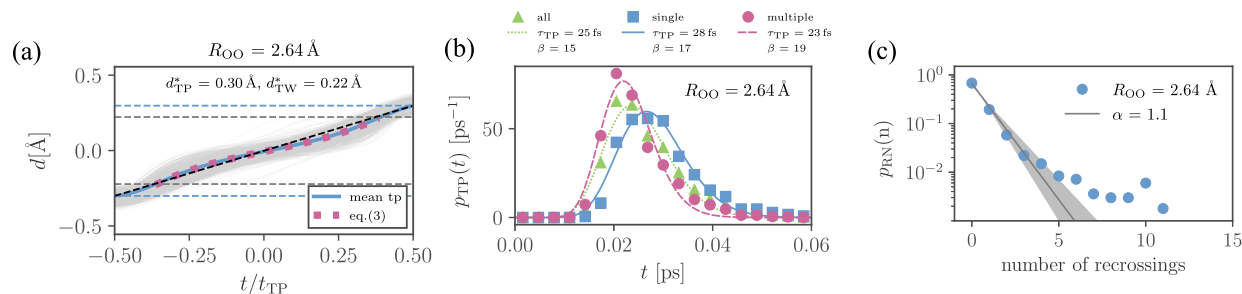 (a)
R_OO = 2.64 Å
d*_TP = 0.30 Å, d*_TW = 0.22 Å
d[Å]
0.5
0.0
−0.5
mean tp
eq.(3)
−0.50
−0.25
0.00
0.25
0.50
t/t_TP
(b)
all
τ_TP = 25 fs
β = 15
single
τ_TP = 28 fs
β = 17
multiple
τ_TP = 23 fs
β = 19
R_OO = 2.64 Å
p_TP(t) [ps⁻¹]
50
0
0.00
0.02
0.04
0.06
t [ps]
(c)
R_OO = 2.64 Å
α = 1.1
p_RN(n)
10⁰
10⁻¹
10⁻²
0
5
10
15
number of recrossings